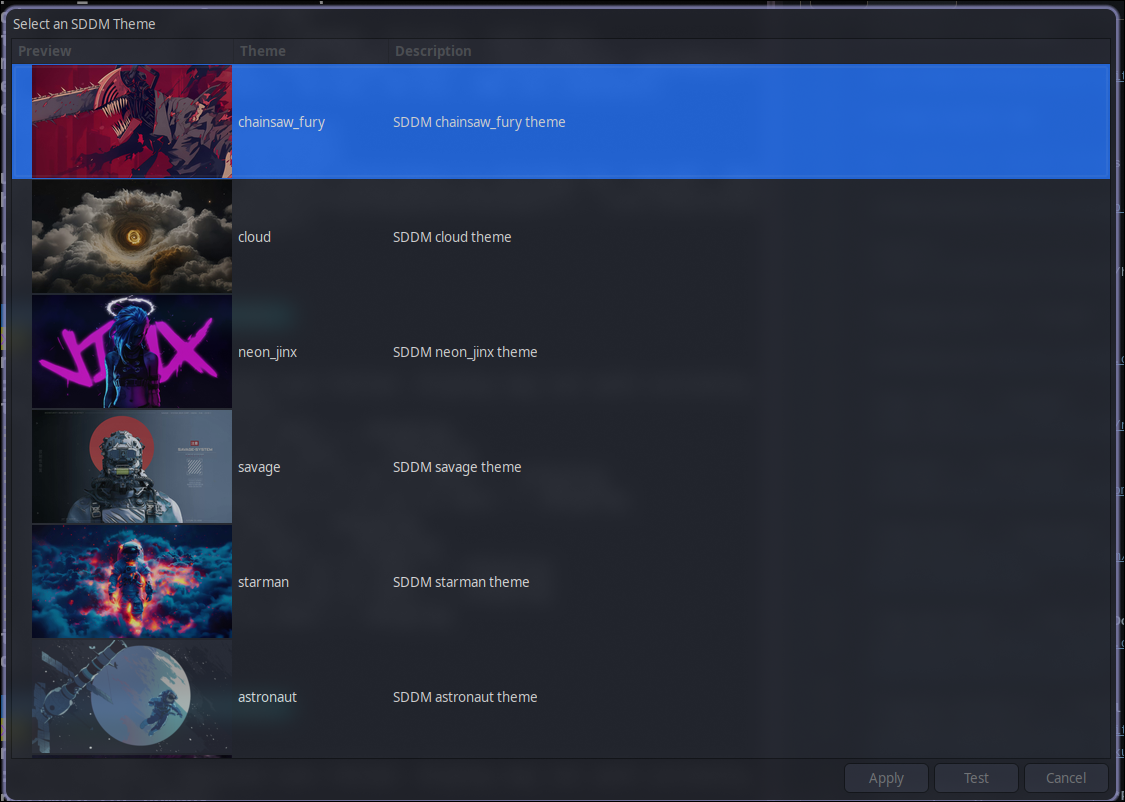 Select an SDDM Theme
Preview Theme Description
chainsaw_fury SDDM chainsaw_fury theme
cloud SDDM cloud theme
JINX
neon_jinx SDDM neon_jinx theme
savage SDDM savage theme
starman SDDM starman theme
astronaut SDDM astronaut theme
Apply Test Cancel